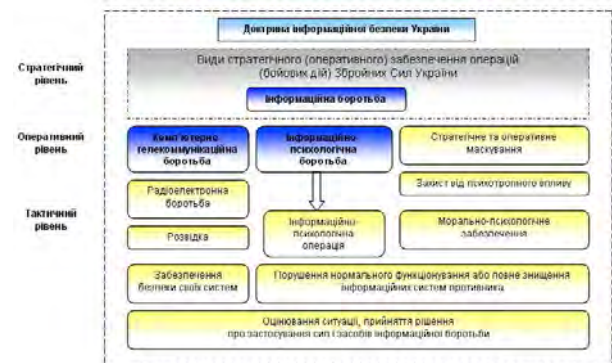 Доктрина інформаційної безпеки України
Стратегічний
рівень
Види стратегічного (оперативного) забезпечення операцій
(бойових дій) Збройних Сил України
Інформаційна боротьба
Оперативний
рівень
Комп'ютерно-
телекоммунікаційна
боротьба
Інформаційно-
психологічна
боротьба
Стратегічне та оперативне
маскування
Радіоелектронна
боротьба
Захист від психотропного впливу
Тактичний
рівень
Розвідка
Інформаційно-
психологічна
операція
Морально-психологічне
забезпечення
Забезпечення
безпеки своїх систем
Порушення нормального функціонування або повне знищення
інформаційних систем противника
Оцінювання ситуації, прийняття рішення
про застосування сил і засобів інформаційної боротьби